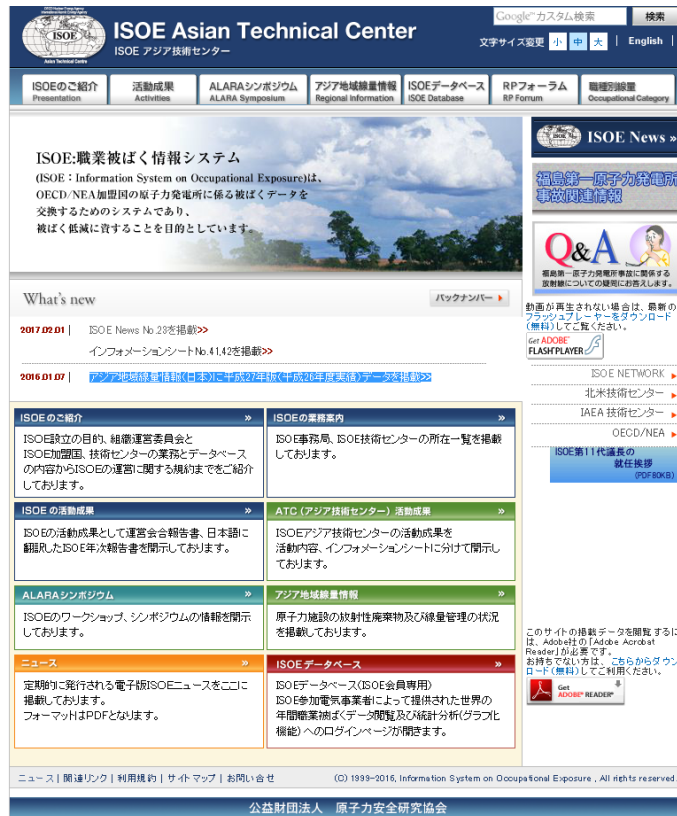 ISOE
Asian Technical Center
ISOE Asian Technical Center
ISOE アジア技術センター
Google™カスタム検索
検索
文字サイズ変更 小 中 大 | English |
ISOEのご紹介 活動成果 ALARAシンポジウム アジア地域線量情報 ISOEデータベース RPフォーラム 職種別線量
Presentation Activities ALARA Symposium Regional Information ISOE Database RP Forrum Occupational Category
ISOE:職業被ばく情報システム
(ISOE：Information System on Occupational Exposure)は、
OECD/NEA加盟国の原子力発電所に係る被ばくデータを
交換するためのシステムであり、
被ばく低減に資することを目的としています。
ISOE News »
福島第一原子力発電所
事故関連情報
Q&A
福島第一原子力発電所事故に関係する
放射線についての疑問にお答えします。
What's new
バックナンバー
2017.02.01 | ISOE News No.23を掲載>>
インフォメーションシートNo.41,42を掲載>>
2016.01.07 | アジア地域線量情報(日本)に平成27年版(平成26年度実績)データを掲載>>
動画が再生されない場合は、最新の
フラッシュプレーヤーをダウンロード
(無料)してご覧ください。
Get ADOBE®
FLASH® PLAYER
ISOE NETWORK
北米技術センター
IAEA 技術センター
OECD/NEA
ISOE第11代議長の
就任挨拶
(PDF 80KB)
ISOEのご紹介 »
ISOE設立の目的、組織運営委員会と
ISOE加盟国、技術センターの業務とデータベース
の内容からISOEの運営に関する規約までをご紹介
しております。
ISOEの業務案内 »
ISOE事務局、ISOE技術センターの所在一覧を掲載
しております。
ISOE の活動成果 »
ISOEの活動成果として運営会合報告書、日本語に
翻訳したISOE年次報告書を開示しております。
ATC (アジア技術センター) 活動成果 »
ISOEアジア技術センターの活動成果を
活動内容、インフォメーションシートに分けて開示し
ております。
ALARAシンポジウム »
ISOEのワークショップ、シンポジウムの情報を開示
しております。
アジア地域線量情報 »
原子力施設の放射性廃棄物及び線量管理の状況
を掲載しております。
ニュース »
定期的に発行される電子版ISOEニュースをここに
掲載しております。
フォーマットはPDFとなります。
ISOEデータベース »
ISOEデータベース(ISOE会員専用)
ISOE参加電気事業者によって提供された世界の
年間職業被ばくデータ閲覧及び統計分析(グラフ化
機能) へのログインページが開きます。
このサイトの掲載データを閲覧するに
は、Adobe社の「Adobe Acrobat
Reader」が必要です。
お持ちでない方は、こちらからダウン
ロード(無料)してご利用ください。
Get
ADOBE® READER®
ニュース | 関連リンク | 利用規約 | サイトマップ | お問い合せ
(C) 1999-2016, Information System on Occupational Exposure , All rights reserved.
公益財団法人 原子力安全研究協会